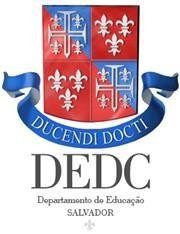 DUCENDI DOCTI
DEDC
Departamento de Educação
SALVADOR